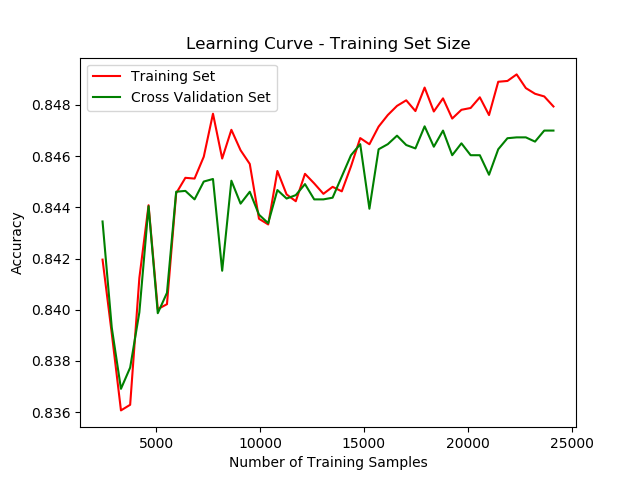 Learning Curve - Training Set Size
Training Set
Cross Validation Set
0.848
0.846
0.844
0.842
0.840
0.838
0.836
Accuracy
5000 10000 15000 20000 25000
Number of Training Samples